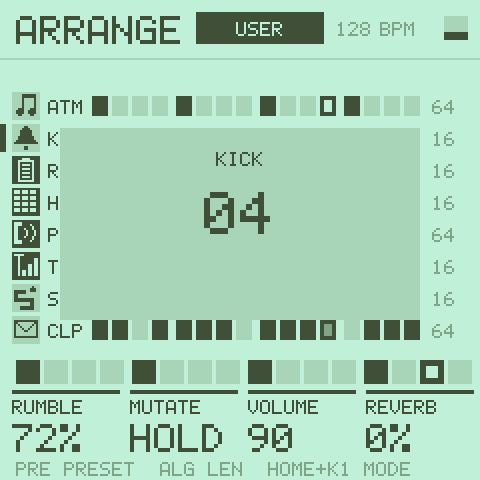 ARRANGE USER 128 BPM
ATM 64
K 16
KICK
R 16
H 16
04
P 64
T 16
S 16
CLP 64
RUMBLE MUTATE VOLUME REVERB
72% HOLD 90 0%
PRE PRESET ALG LEN HOME+K1 MODE